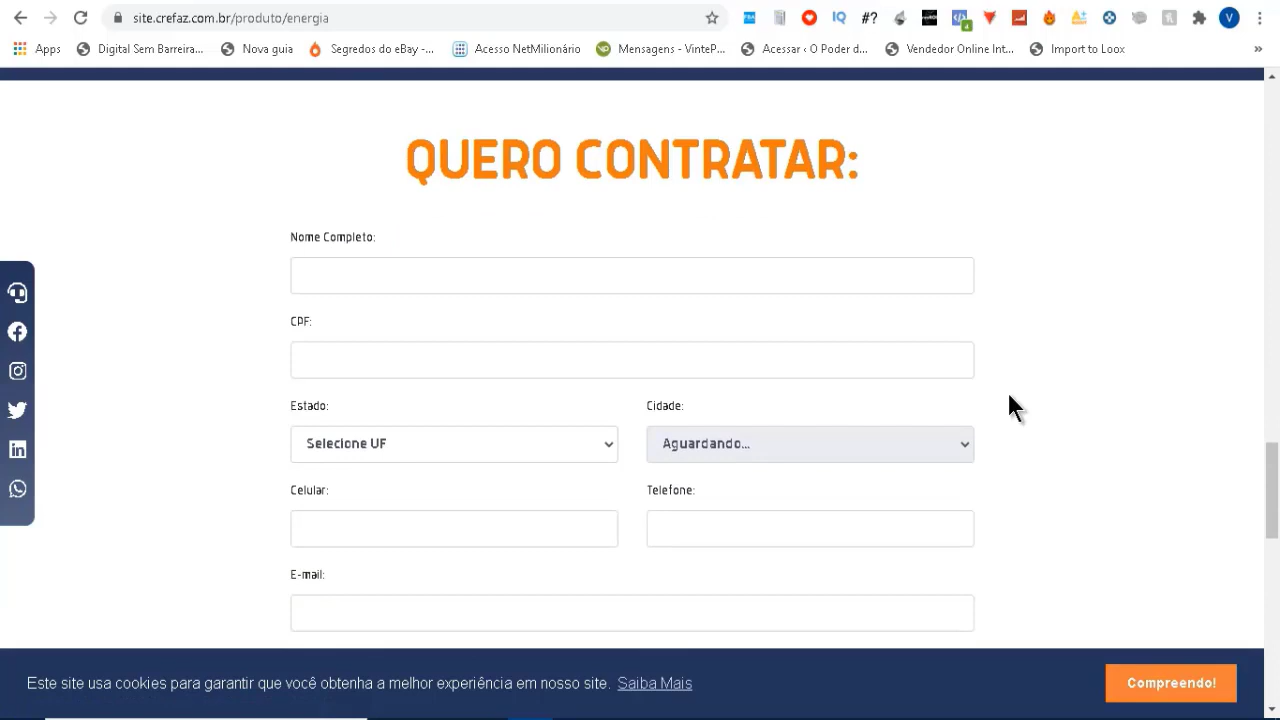 site.crefaz.com.br/produto/energia
FBA
IQ
#?
4
V
Apps
Digital Sem Barreira...
Nova guia
Segredos do eBay -...
Acesso NetMilionário
Mensagens - VinteP...
Acessar ‹ O Poder d...
Vendedor Online Int...
Import to Loox
»
QUERO CONTRATAR:
Nome Completo:
CPF:
Estado:
Cidade:
Selecione UF
Aguardando...
Celular:
Telefone:
E-mail:
Este site usa cookies para garantir que você obtenha a melhor experiência em nosso site. Saiba Mais
Compreendo!